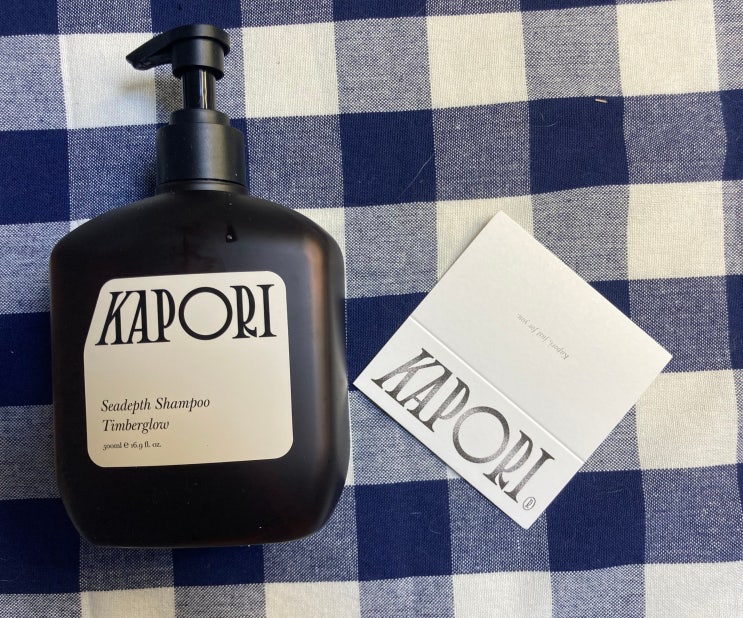 KAPORI
Seadepth Shampoo
Timberglow
500ml ℮ 16.9 fl. oz.
Kapori, just for you.
KAPORI®